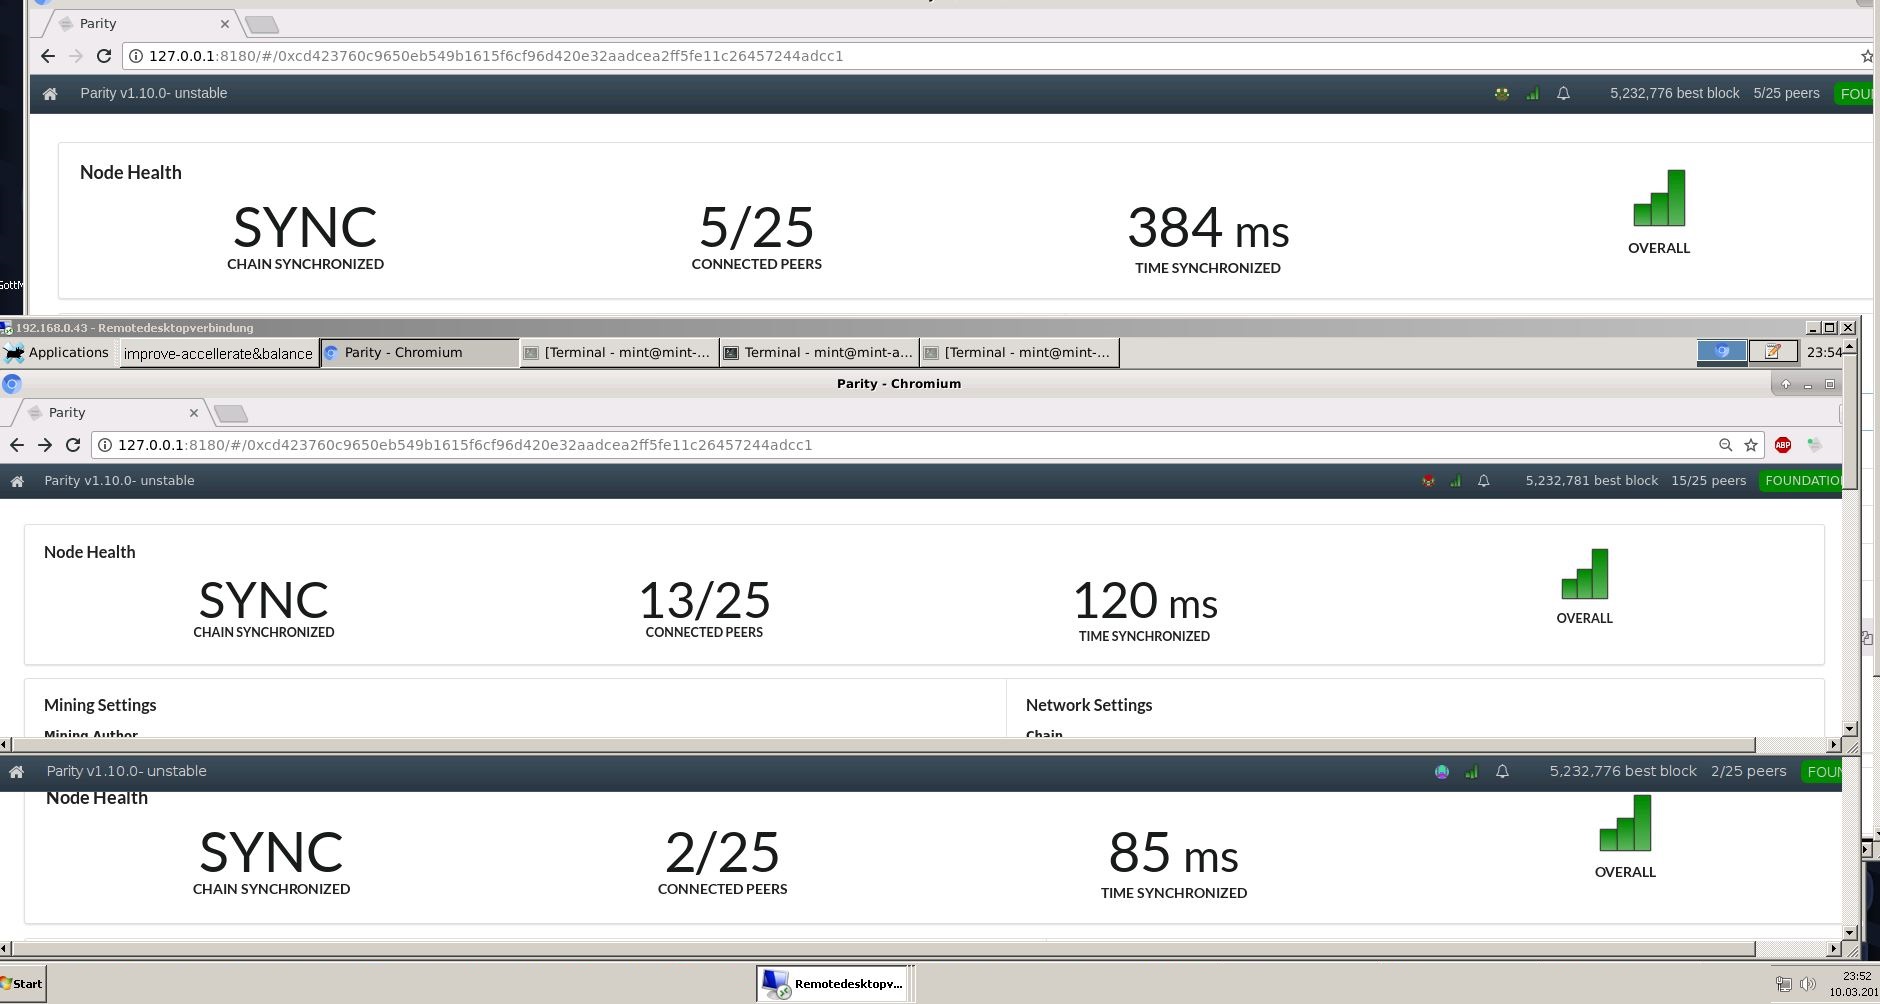 Parity
127.0.0.1:8180/#/0xcd423760c9650eb549b1615f6cf96d420e32aadcea2ff5fe11c26457244adcc1
Parity v1.10.0- unstable
5,232,776 best block 5/25 peers FOU
Node Health
SYNC
CHAIN SYNCHRONIZED
5/25
CONNECTED PEERS
384 ms
TIME SYNCHRONIZED
OVERALL
GottM
192.168.0.43 - Remotedesktopverbindung
Applications improve-accellerate&balance Parity - Chromium [Terminal - mint@mint-... Terminal - mint@mint-a... [Terminal - mint@mint-... 23:54
Parity - Chromium
Parity
127.0.0.1:8180/#/0xcd423760c9650eb549b1615f6cf96d420e32aadcea2ff5fe11c26457244adcc1
ABP
Parity v1.10.0- unstable
5,232,781 best block 15/25 peers FOUNDATIO
Node Health
SYNC
CHAIN SYNCHRONIZED
13/25
CONNECTED PEERS
120 ms
TIME SYNCHRONIZED
OVERALL
Mining Settings
Mining Author
Network Settings
Chain
Parity v1.10.0- unstable
5,232,776 best block 2/25 peers FOUN
Node Health
SYNC
CHAIN SYNCHRONIZED
2/25
CONNECTED PEERS
85 ms
TIME SYNCHRONIZED
OVERALL
Start
Remotedesktopv...
23:52
10.03.201